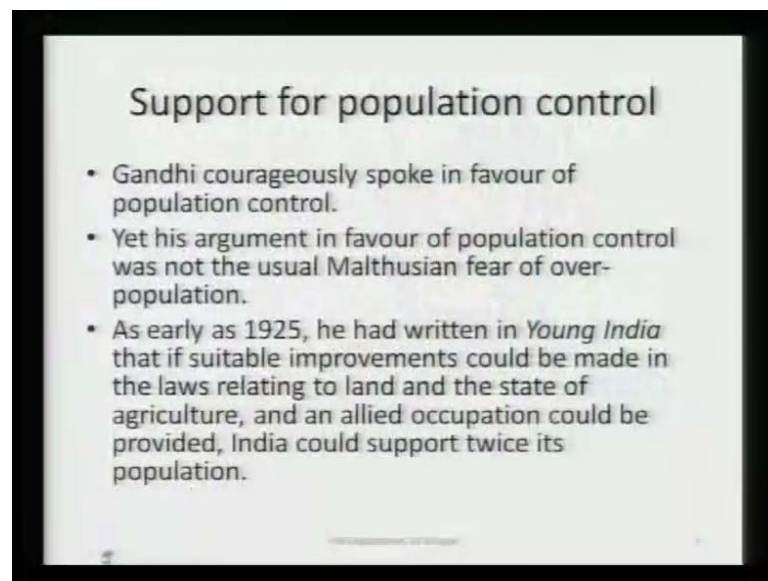 Support for population control
• Gandhi courageously spoke in favour of
population control.
• Yet his argument in favour of population control
was not the usual Malthusian fear of over-
population.
• As early as 1925, he had written in Young India
that if suitable improvements could be made in
the laws relating to land and the state of
agriculture, and an allied occupation could be
provided, India could support twice its
population.